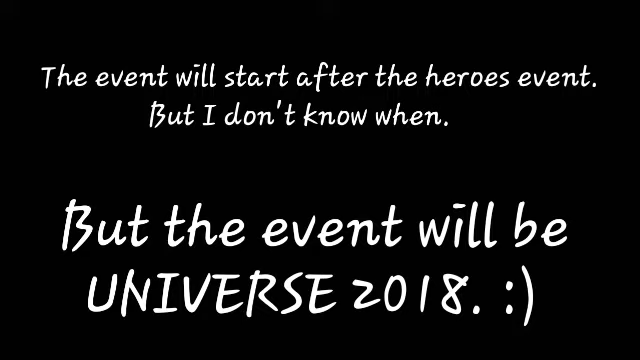 The event will start after the heroes event.
But I don't know when.
But the event will be
UNIVERSE 2018. :)